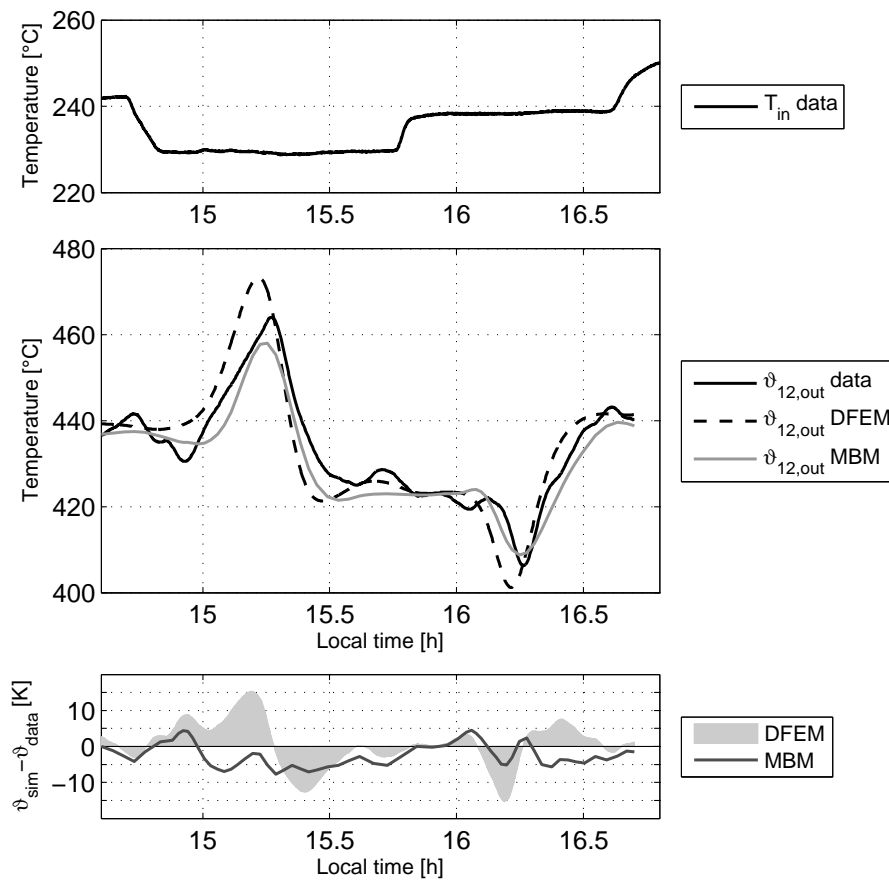 260
240
220
Temperature [°C]
15
15.5
16
16.5
T_in data
480
460
440
420
400
Temperature [°C]
15
15.5
16
16.5
Local time [h]
ϑ_12,out data
ϑ_12,out DFEM
ϑ_12,out MBM
10
0
−10
ϑ_sim−ϑ_data [K]
15
15.5
16
16.5
Local time [h]
DFEM
MBM